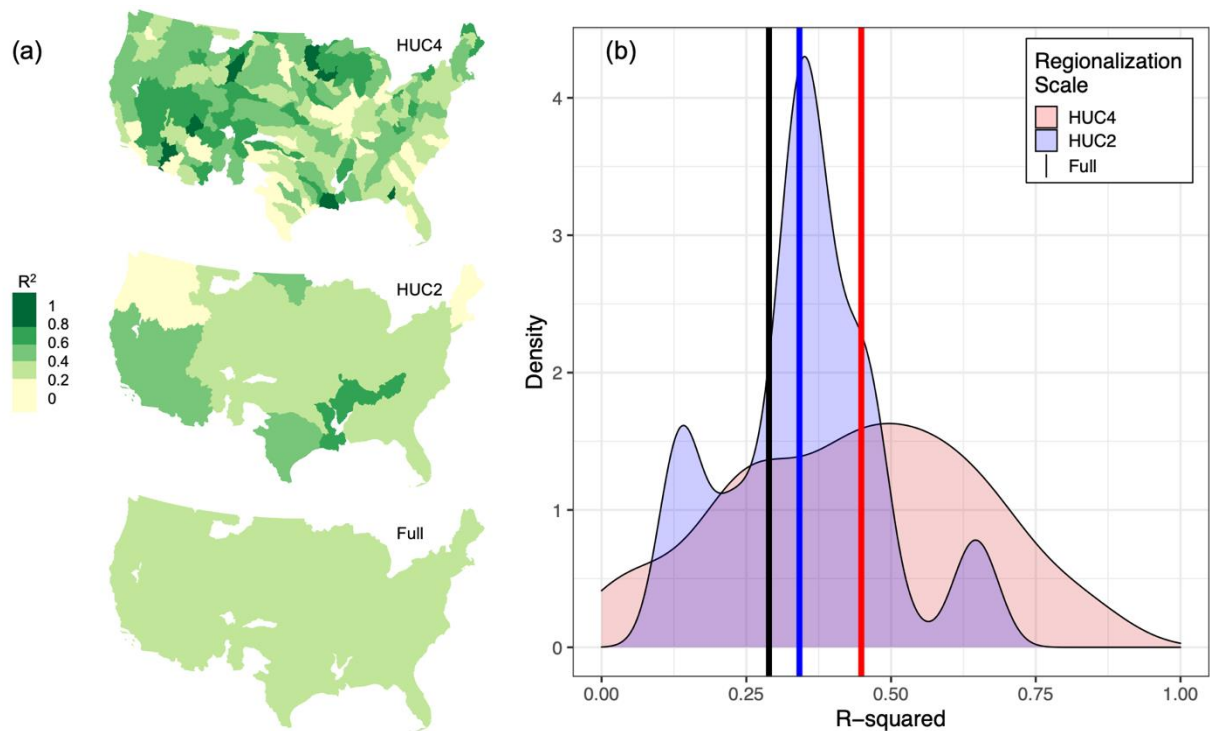 (a)
HUC4
HUC2
R²
1
0.8
0.6
0.4
0.2
0
Full
(b)
Regionalization
Scale
HUC4
HUC2
Full
Density
4
3
2
1
0
0.00 0.25 0.50 0.75 1.00
R-squared